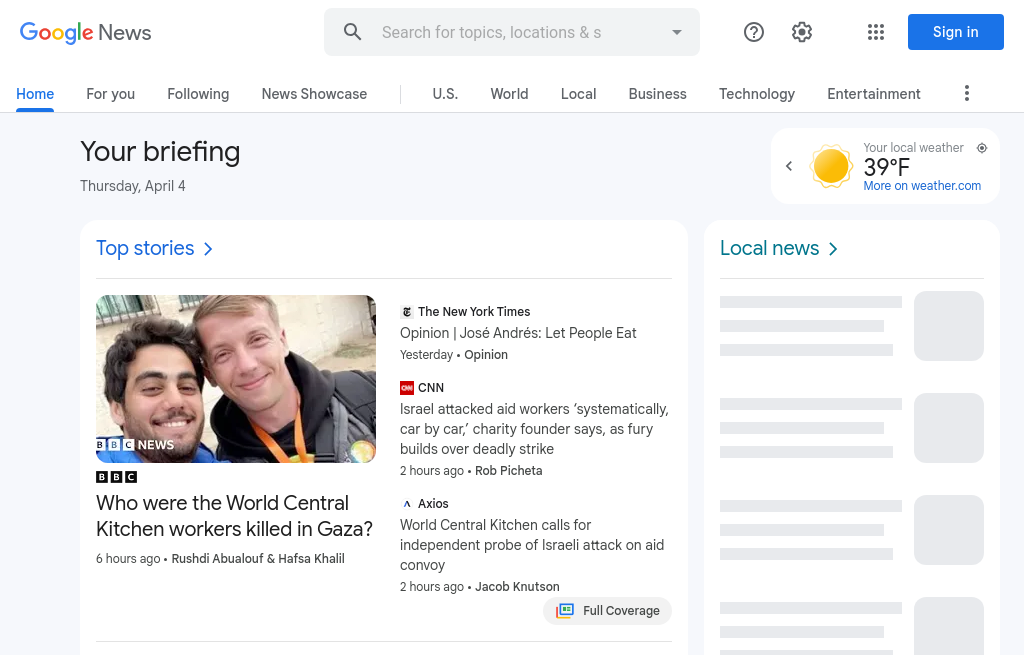 Google News
Search for topics, locations & s
Sign in
Home
For you
Following
News Showcase
U.S.
World
Local
Business
Technology
Entertainment
Your briefing
Thursday, April 4
Your local weather
39°F
More on weather.com
Top stories
BBC NEWS
BBC
Who were the World Central
Kitchen workers killed in Gaza?
6 hours ago • Rushdi Abualouf & Hafsa Khalil
The New York Times
Opinion | José Andrés: Let People Eat
Yesterday • Opinion
CNN
CNN
Israel attacked aid workers ‘systematically,
car by car,’ charity founder says, as fury
builds over deadly strike
2 hours ago • Rob Picheta
Axios
World Central Kitchen calls for
independent probe of Israeli attack on aid
convoy
2 hours ago • Jacob Knutson
Full Coverage
Local news